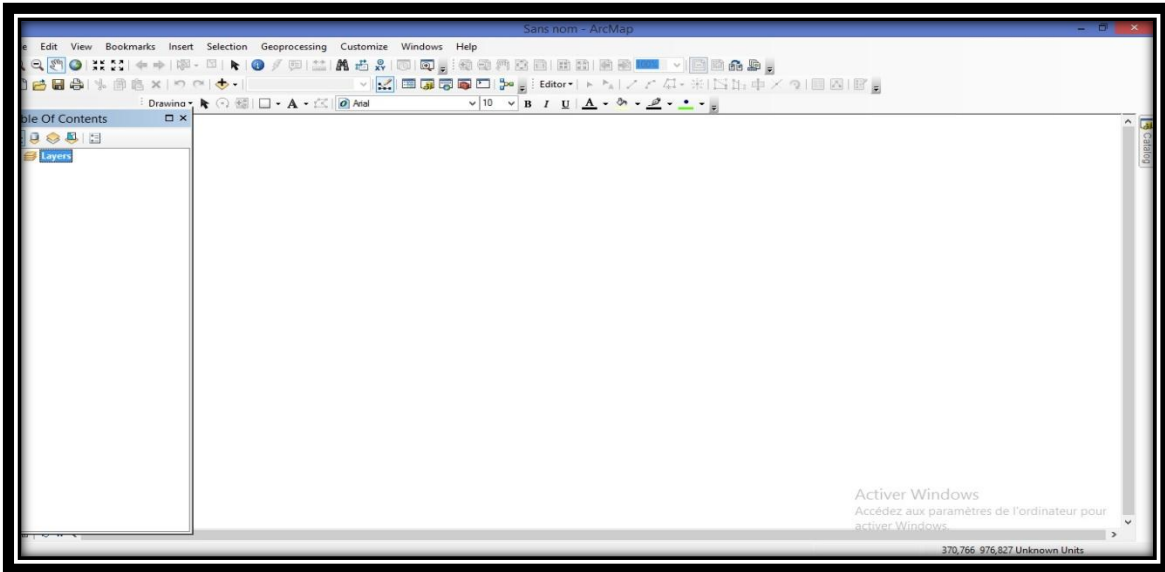 Sans nom - ArcMap
e Edit View Bookmarks Insert Selection Geoprocessing Customize Windows Help
Editor
Drawing A Arial 10 B I U A
ble Of Contents
Layers
Catalog
Activer Windows
Accédez aux paramètres de l'ordinateur pour
activer Windows.
370,766 976,827 Unknown Units